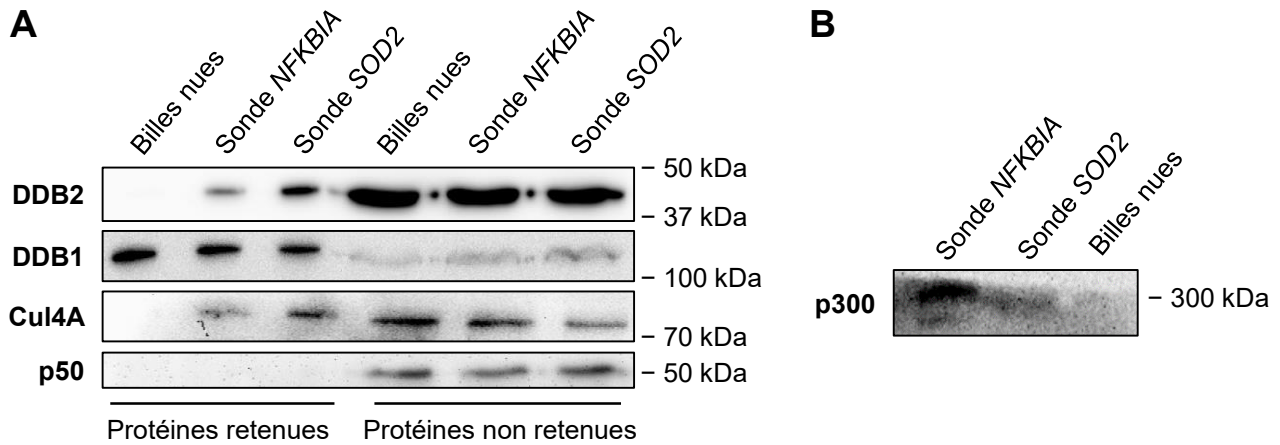 A
Billes nues
Sonde NFKBIA
Sonde SOD2
Billes nues
Sonde NFKBIA
Sonde SOD2
DDB2
– 50 kDa
– 37 kDa
DDB1
– 100 kDa
Cul4A
– 70 kDa
p50
– 50 kDa
Protéines retenues
Protéines non retenues
B
Sonde NFKBIA
Sonde SOD2
Billes nues
p300
– 300 kDa